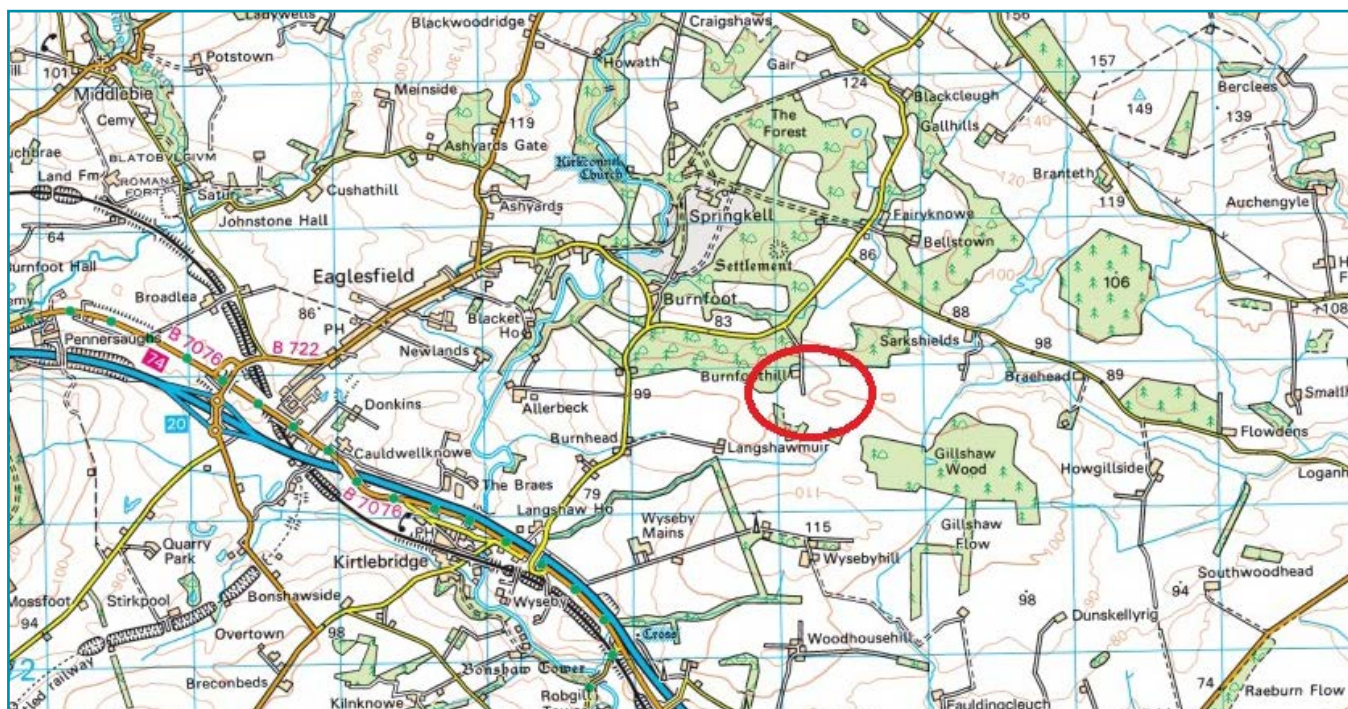 Ladywells
Blackwoodridge
Craigshaws
156
Potstown
Howath
Gair
157
101
Middlebie
Meinside
124
Blackcleugh
Berclees
Cemy
119
The
Forest
Gallhills
149
139
BLATOBVLGIVM
Ashyards Gate
Land Fm
ROMAN
FORT
Cushathill
Kirkconnel
Church
Branteth
Johnstone Hall
Ashyards
Springkell
Fairyknowe
119
Auchengyle
64
Bellstown
Eaglesfield
Settlement
86
106
Broadlea
86
P
Burnfoot
108
PH
Blacket
Ho
83
88
Pennersaughs
B 7076
74
B 722
Newlands
Sarkshields
98
Burnfoothill
Braehead
89
99
Allerbeck
Donkins
20
Burnhead
Langshawmuir
Flowdens
Cauldwellknowe
Gillshaw
Wood
Howgillside
The Braes
110
B 7076
79
Langshaw Ho
PH
Wyseby
Mains
115
Gillshaw
Flow
Quarry
Park
Kirtlebridge
Wysebyhill
Southwoodhead
Mossfoot
Stirkpool
Bonshawside
Wyseby
98
94
94
Dunskellyrig
Overtown
98
Cross
Woodhousehill
Bonshaw Tower
Breconbeds
Robgill
74
Raeburn Flow
Kilnknowe
Fauldingcleuch